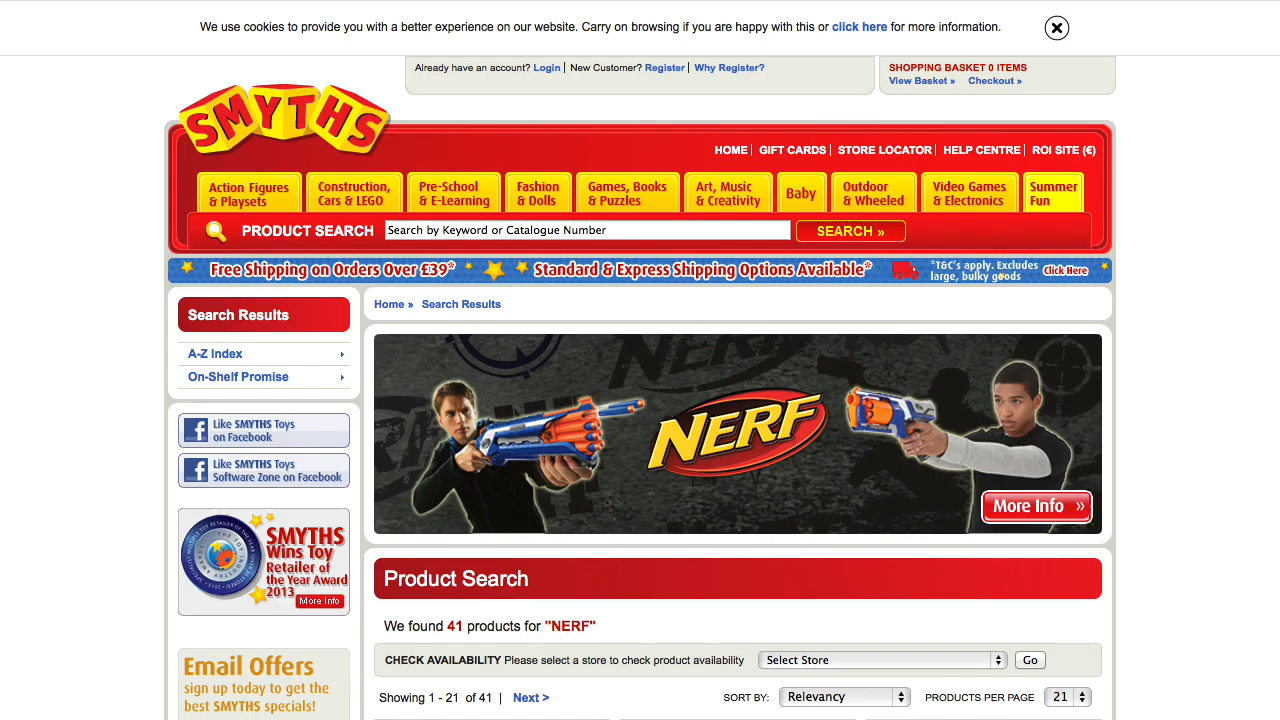 We use cookies to provide you with a better experience on our website. Carry on browsing if you are happy with this or click here for more information.
Already have an account? Login | New Customer? Register | Why Register?
SHOPPING BASKET 0 ITEMS
View Basket » Checkout »
SMYTHS
HOME | GIFT CARDS | STORE LOCATOR | HELP CENTRE | ROI SITE (€)
Action Figures
& Playsets
Construction,
Cars & LEGO
Pre-School
& E-Learning
Fashion
& Dolls
Games, Books
& Puzzles
Art, Music
& Creativity
Baby
Outdoor
& Wheeled
Video Games
& Electronics
Summer
Fun
PRODUCT SEARCH
Search by Keyword or Catalogue Number
SEARCH »
Free Shipping on Orders Over £39*
Standard & Express Shipping Options Available*
*T&C's apply. Excludes
large, bulky goods
Click Here
Search Results
A-Z Index
On-Shelf Promise
Like SMYTHS Toys
on Facebook
Like SMYTHS Toys
Software Zone on Facebook
SMYTHS
Wins Toy
Retailer of
the Year Award
2013
More Info
Email Offers
sign up today to get the
best SMYTHS specials!
Home » Search Results
NERF
NERF
More Info »
Product Search
We found 41 products for "NERF"
CHECK AVAILABILITY Please select a store to check product availability
Select Store
Go
Showing 1 - 21 of 41 | Next >
SORT BY: Relevancy
PRODUCTS PER PAGE 21